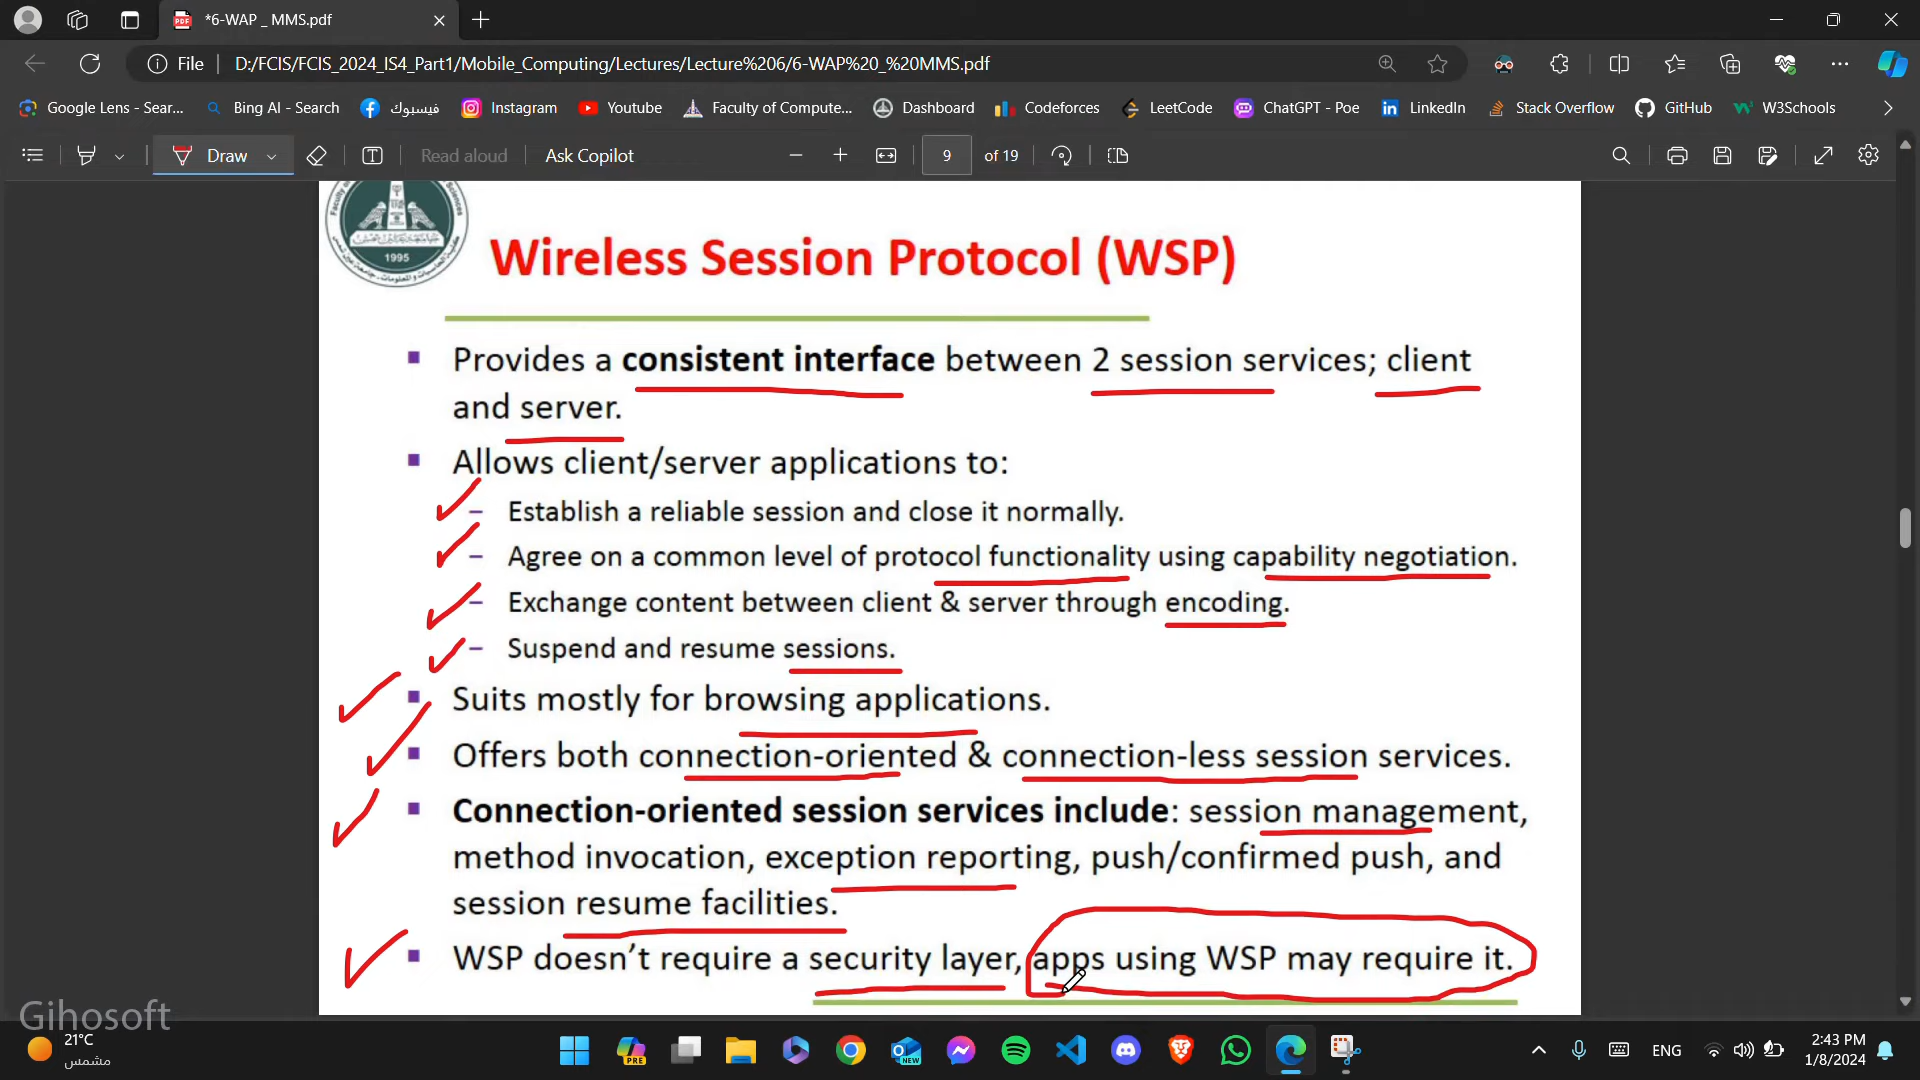 *6-WAP _ MMS.pdf
File
D:/FCIS/FCIS_2024_IS4_Part1/Mobile_Computing/Lectures/Lecture%206/6-WAP%20_%20MMS.pdf
Google Lens - Sear... Bing AI - Search فيسبوك Instagram Youtube Faculty of Compute... Dashboard Codeforces LeetCode ChatGPT - Poe LinkedIn Stack Overflow GitHub W3Schools
Draw Read aloud Ask Copilot 9 of 19
1995
Wireless Session Protocol (WSP)
Provides a consistent interface between 2 session services; client
and server.
Allows client/server applications to:
– Establish a reliable session and close it normally.
– Agree on a common level of protocol functionality using capability negotiation.
– Exchange content between client & server through encoding.
– Suspend and resume sessions.
Suits mostly for browsing applications.
Offers both connection-oriented & connection-less session services.
Connection-oriented session services include: session management,
method invocation, exception reporting, push/confirmed push, and
session resume facilities.
WSP doesn’t require a security layer, apps using WSP may require it.
Gihosoft
21°C
مشمس
PRE
NEW
ENG
2:43 PM
1/8/2024